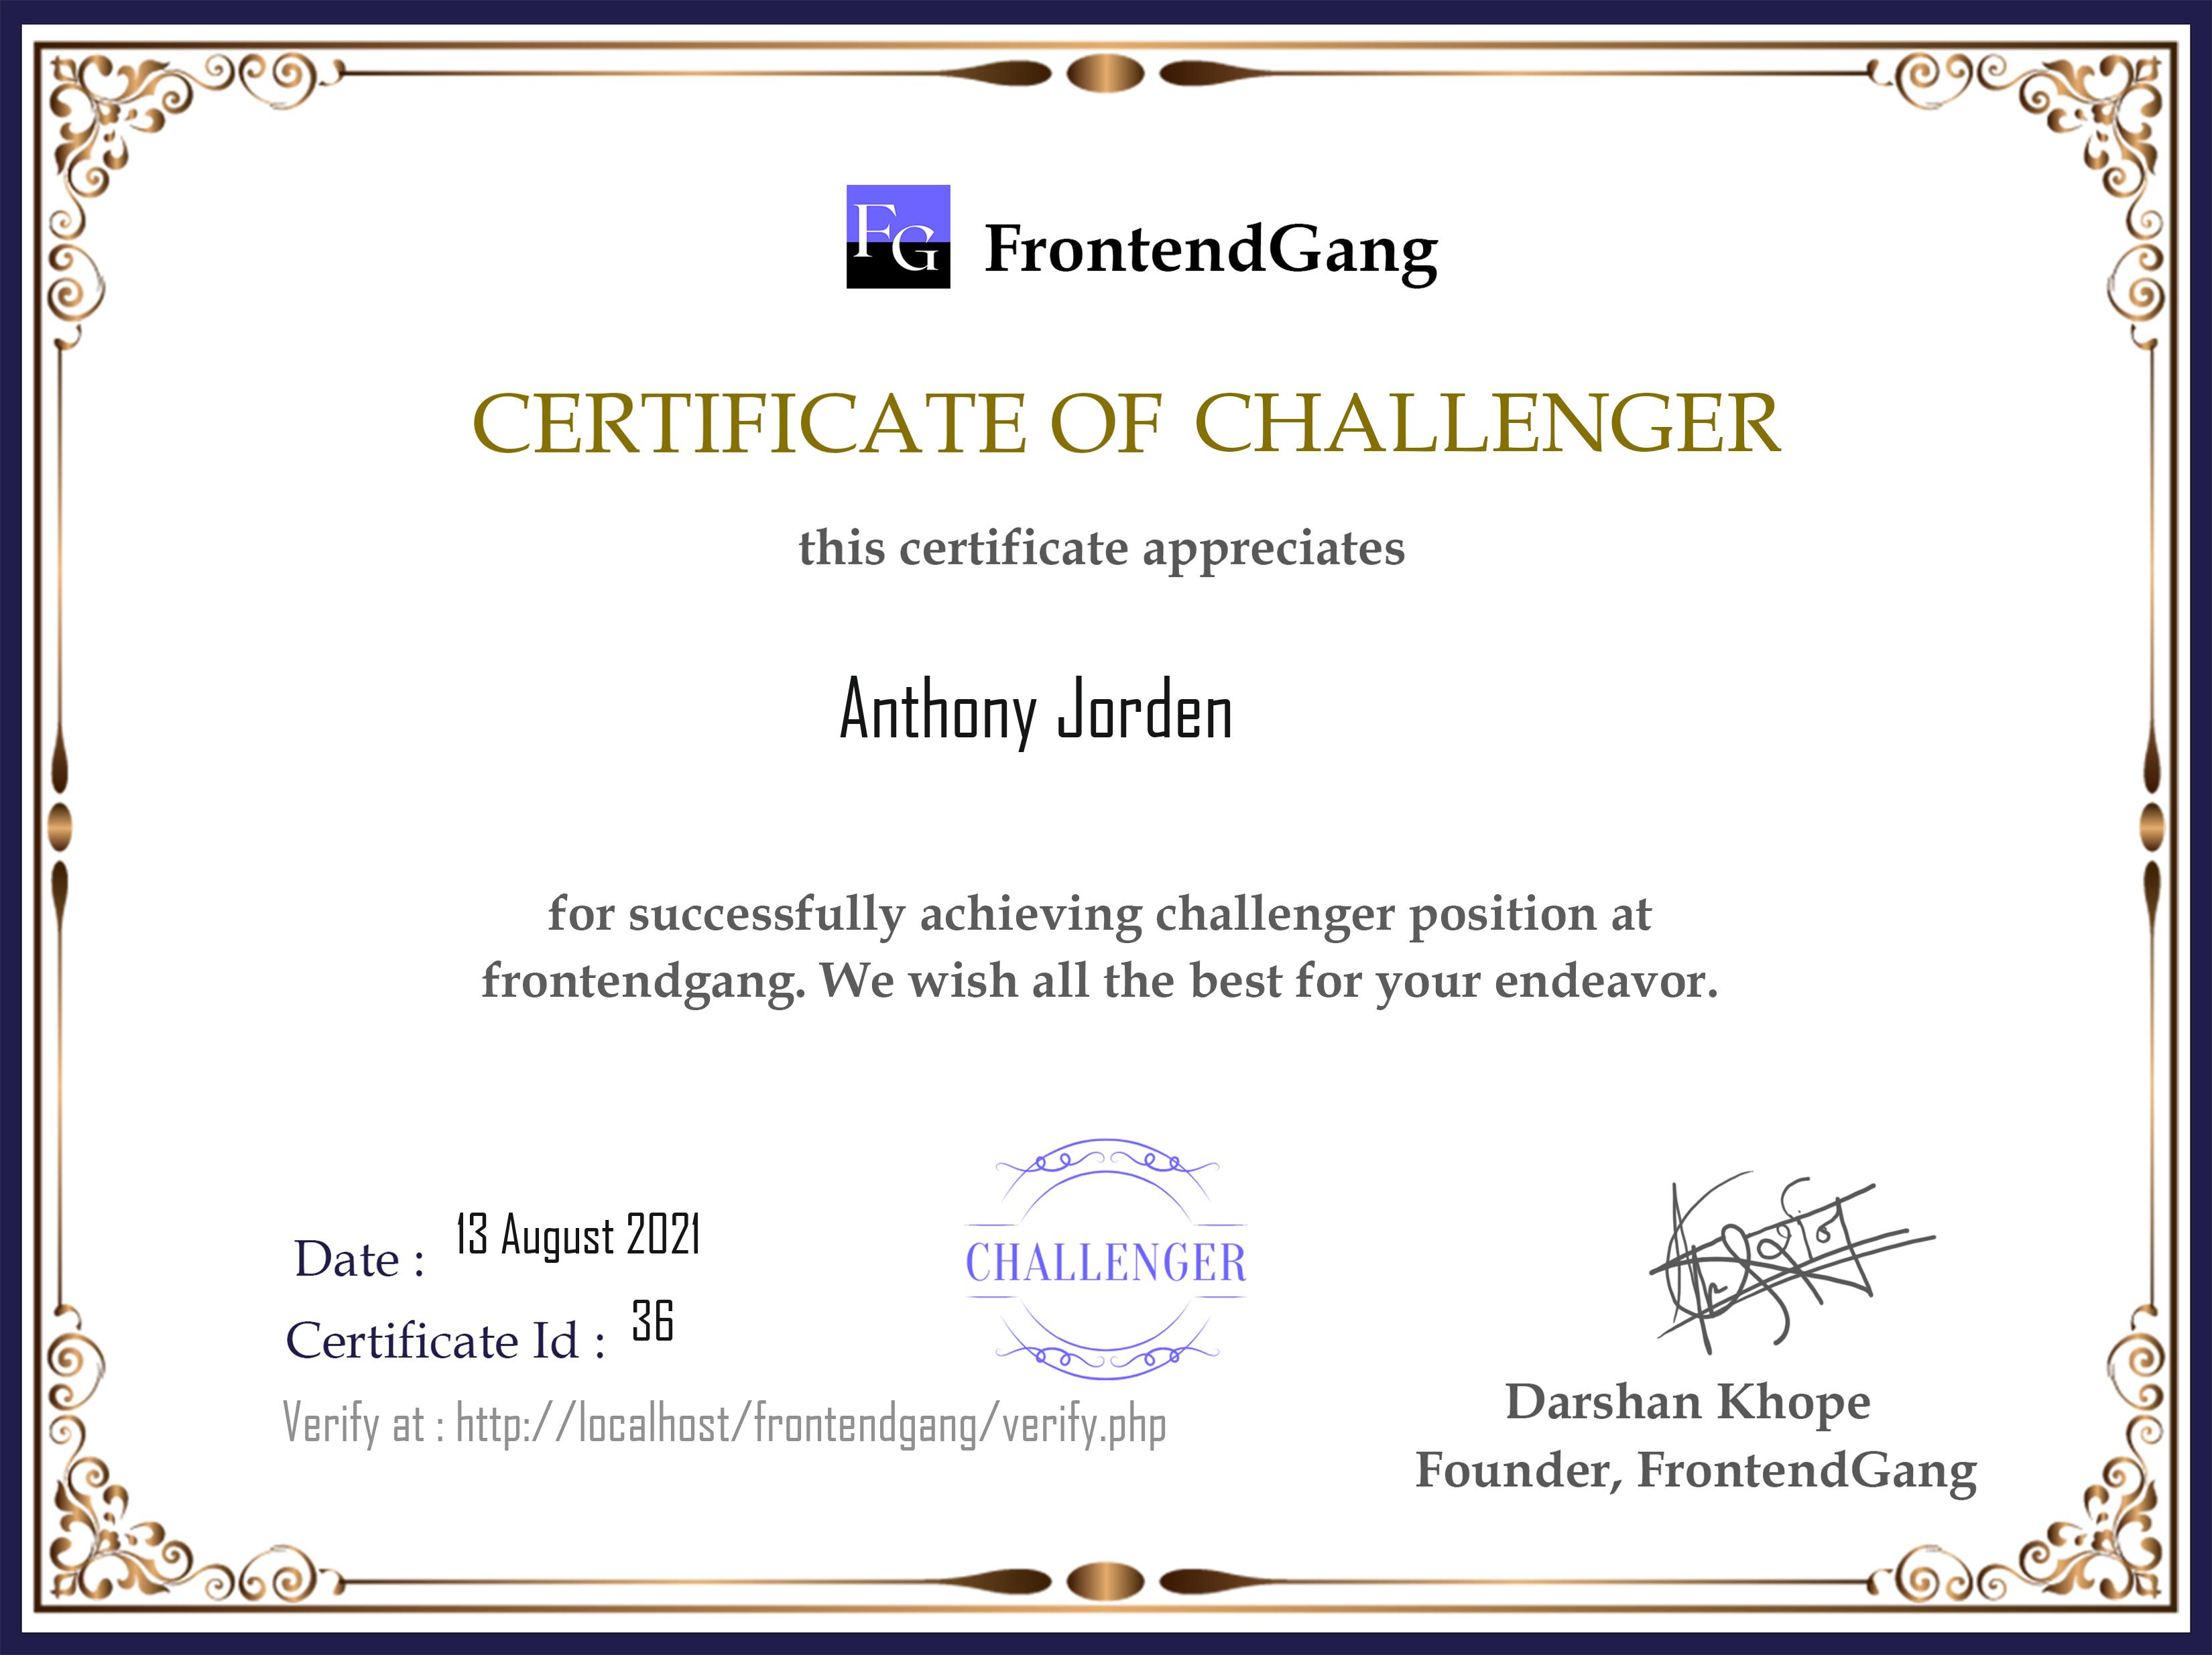 FG FrontendGang
CERTIFICATE OF CHALLENGER
this certificate appreciates
Anthony Jorden
for successfully achieving challenger position at
frontendgang. We wish all the best for your endeavor.
Date : 13 August 2021
Certificate Id : 36
Verify at : http://localhost/frontendgang/verify.php
CHALLENGER
Darshan Khope
Founder, FrontendGang